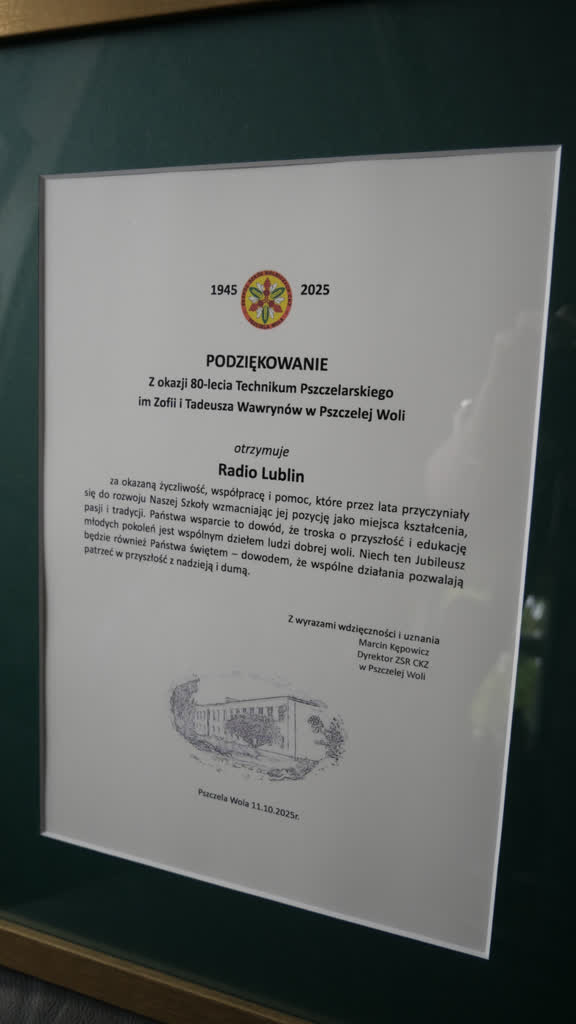 1945 2025
PODZIĘKOWANIE
Z okazji 80-lecia Technikum Pszczelarskiego
im Zofii i Tadeusza Wawrynów w Pszczelej Woli
otrzymuje
Radio Lublin
za okazaną życzliwość, współpracę i pomoc, które przez lata przyczyniały
się do rozwoju Naszej Szkoły wzmacniając jej pozycję jako miejsca kształcenia,
pasji i tradycji. Państwa wsparcie to dowód, że troska o przyszłość i edukację
młodych pokoleń jest wspólnym dziełem ludzi dobrej woli. Niech ten Jubileusz
będzie również Państwa świętem – dowodem, że wspólne działania pozwalają
patrzeć w przyszłość z nadzieją i dumą.
Z wyrazami wdzięczności i uznania
Marcin Kępowicz
Dyrektor ZSR CKZ
w Pszczelej Woli
Pszczela Wola 11.10.2025r.